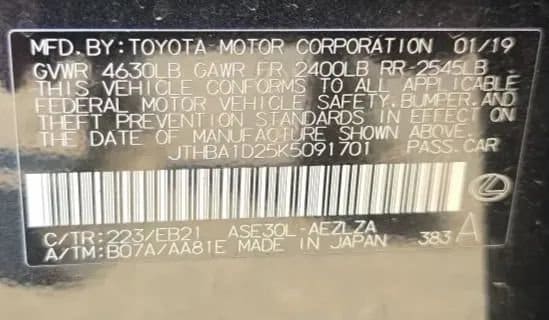 MFD.BY:TOYOTA MOTOR CORPORATION 01/19
GVWR 4630LB GAWR FR 2400LB RR-2545LB
THIS VEHICLE CONFORMS TO ALL APPLICABLE
FEDERAL MOTOR VEHICLE SAFETY,BUMPER,AND
THEFT PREVENTION STANDARDS IN EFFECT ON
THE DATE OF MANUFACTURE SHOWN ABOVE.
JTHBA1D25K5091701 PASS.CAR
C/TR:223/EB21 ASE30L-AEZLZA
A/TM:B07A/AA81E MADE IN JAPAN 383 A